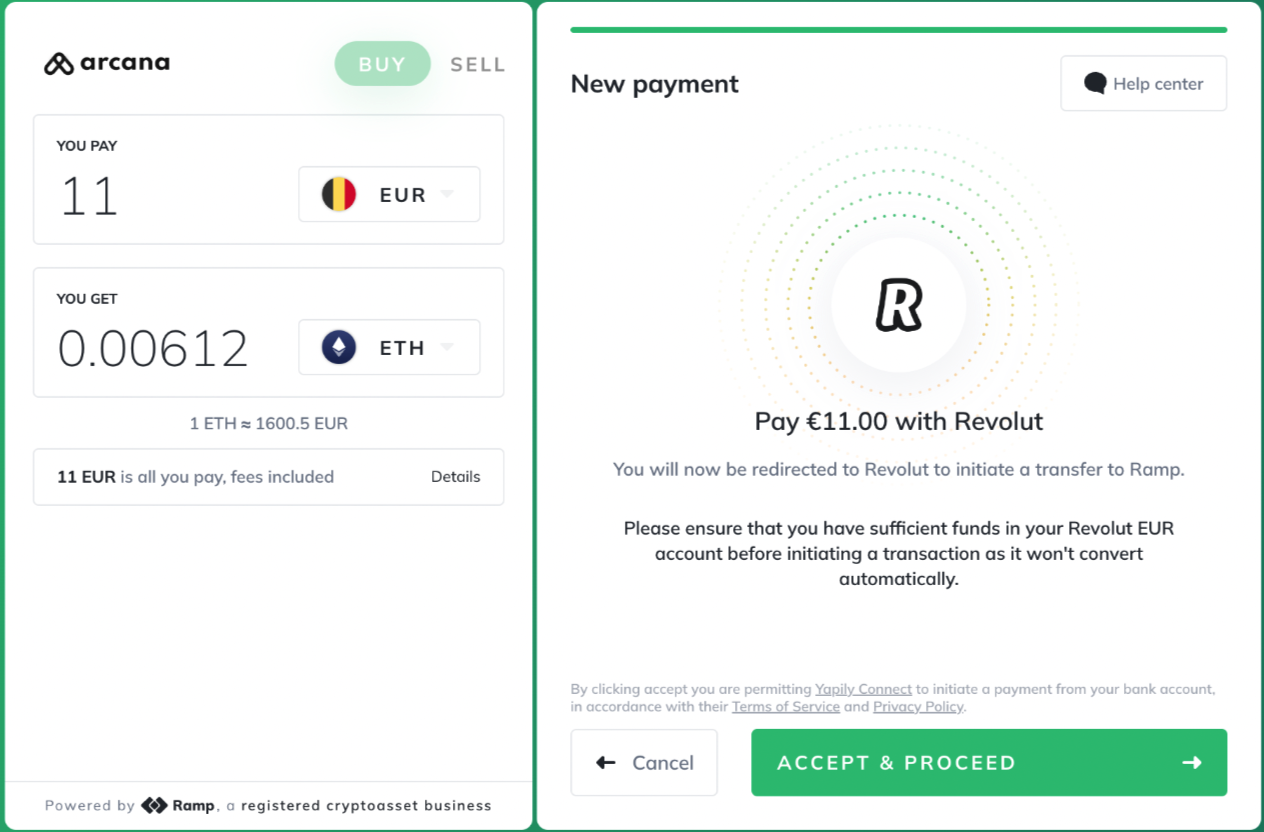 arcana
BUY
SELL
YOU PAY
11
EUR
YOU GET
0.00612
ETH
1 ETH ≈ 1600.5 EUR
11 EUR is all you pay, fees included
Details
Powered by Ramp, a registered cryptoasset business
New payment
Help center
R
Pay €11.00 with Revolut
You will now be redirected to Revolut to initiate a transfer to Ramp.
Please ensure that you have sufficient funds in your Revolut EUR
account before initiating a transaction as it won't convert
automatically.
By clicking accept you are permitting Yapily Connect to initiate a payment from your bank account,
in accordance with their Terms of Service and Privacy Policy.
Cancel
ACCEPT & PROCEED